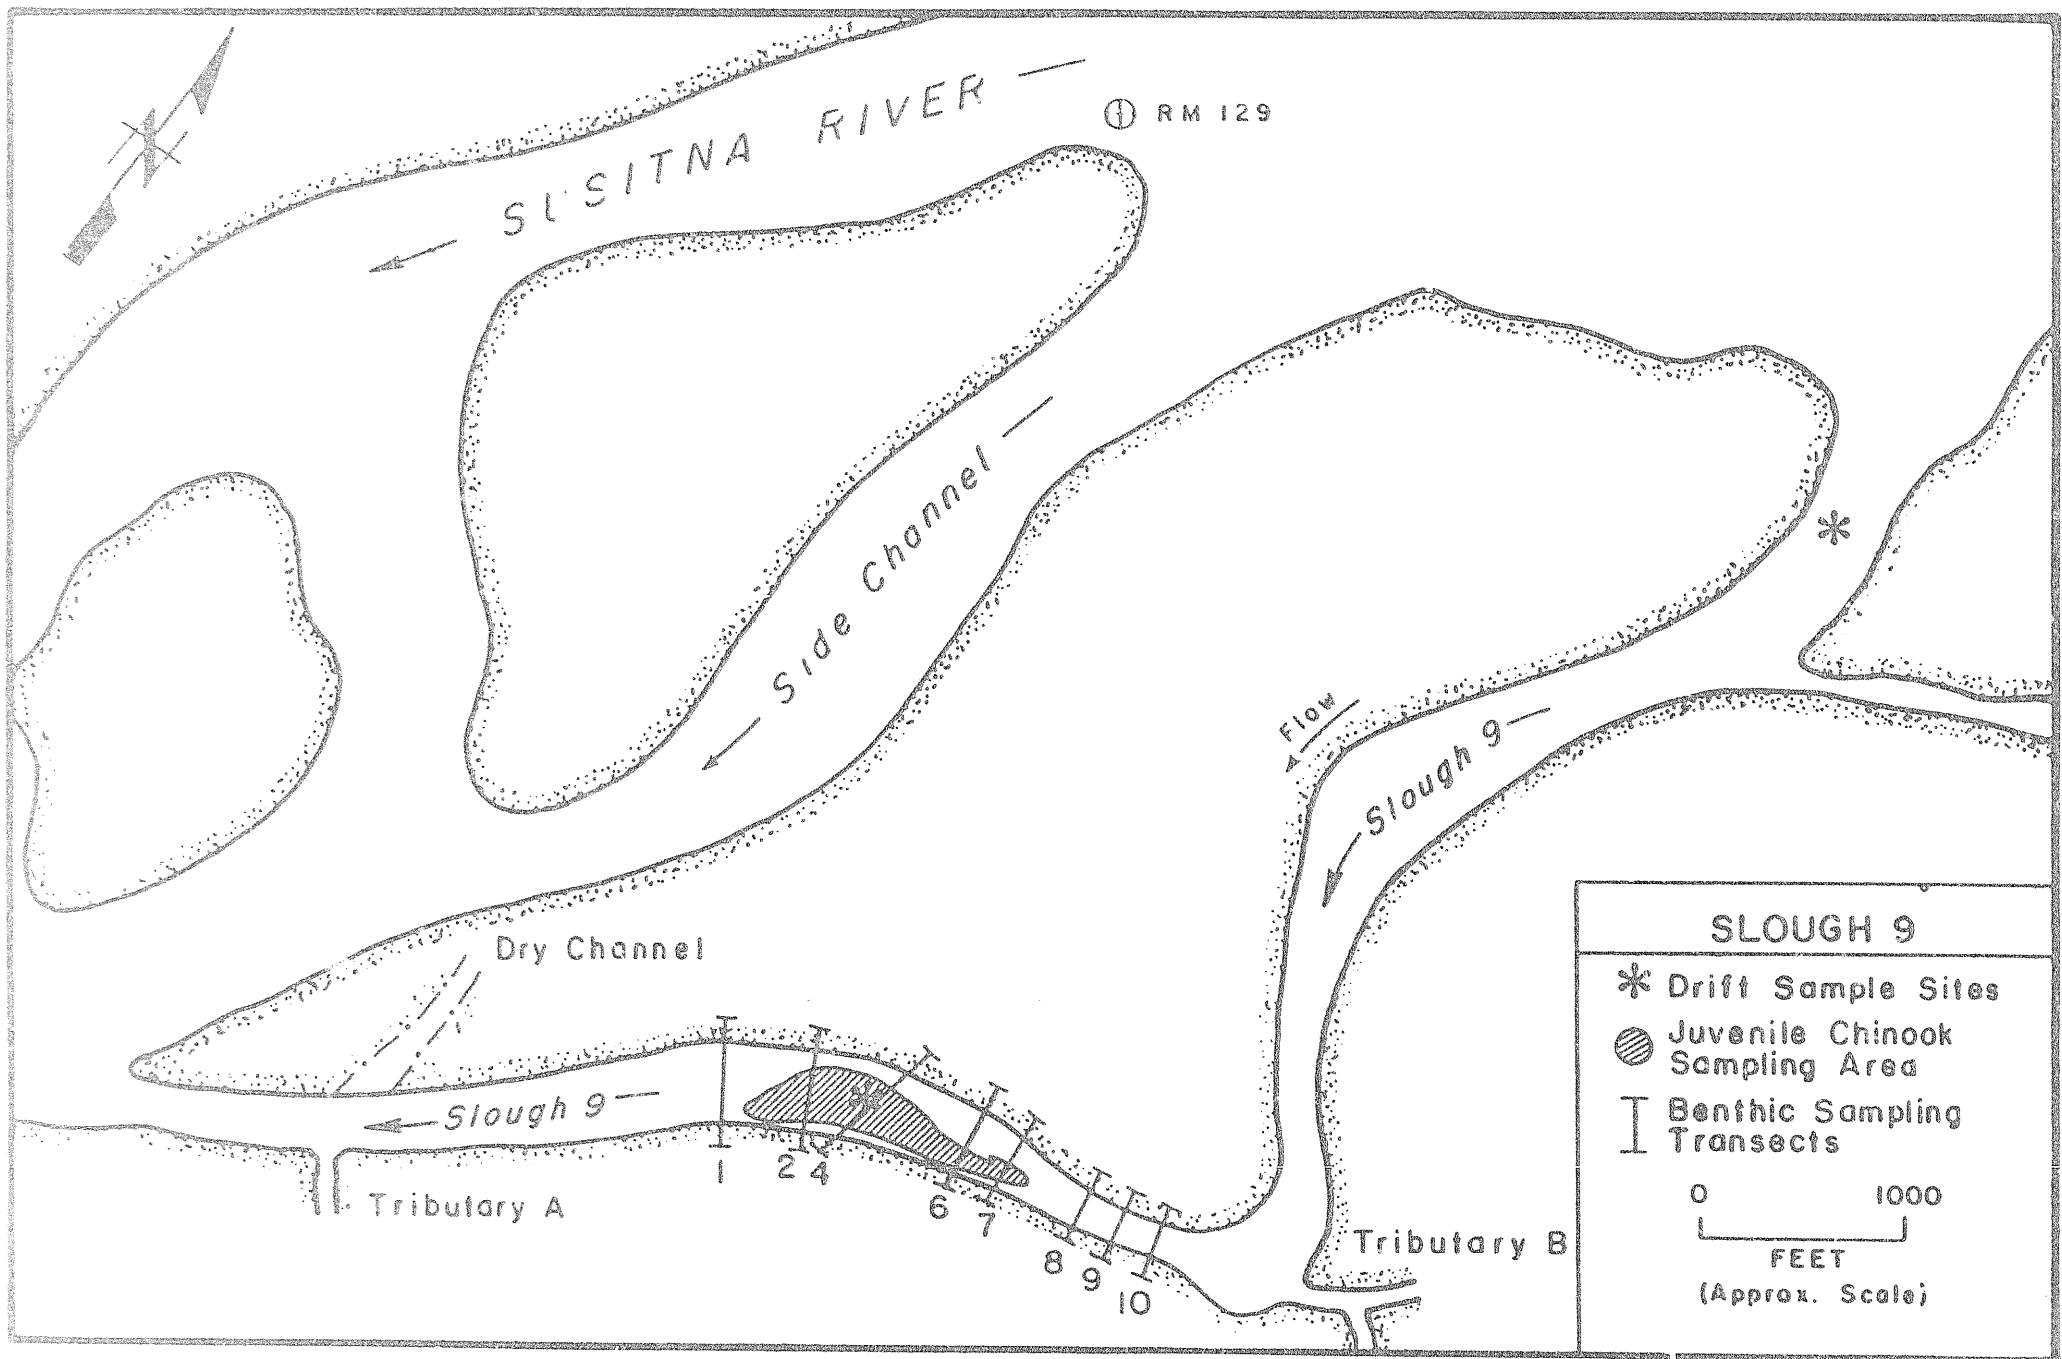 SUSITNA RIVER
RM 129
Side Channel
Flow
Slough 9
Dry Channel
Slough 9
Tributary A
1
2
4
6
7
8
9
10
Tributary B
SLOUGH 9
Drift Sample Sites
Juvenile Chinook
Sampling Area
Benthic Sampling
Transects
0 1000
FEET
(Approx. Scale)